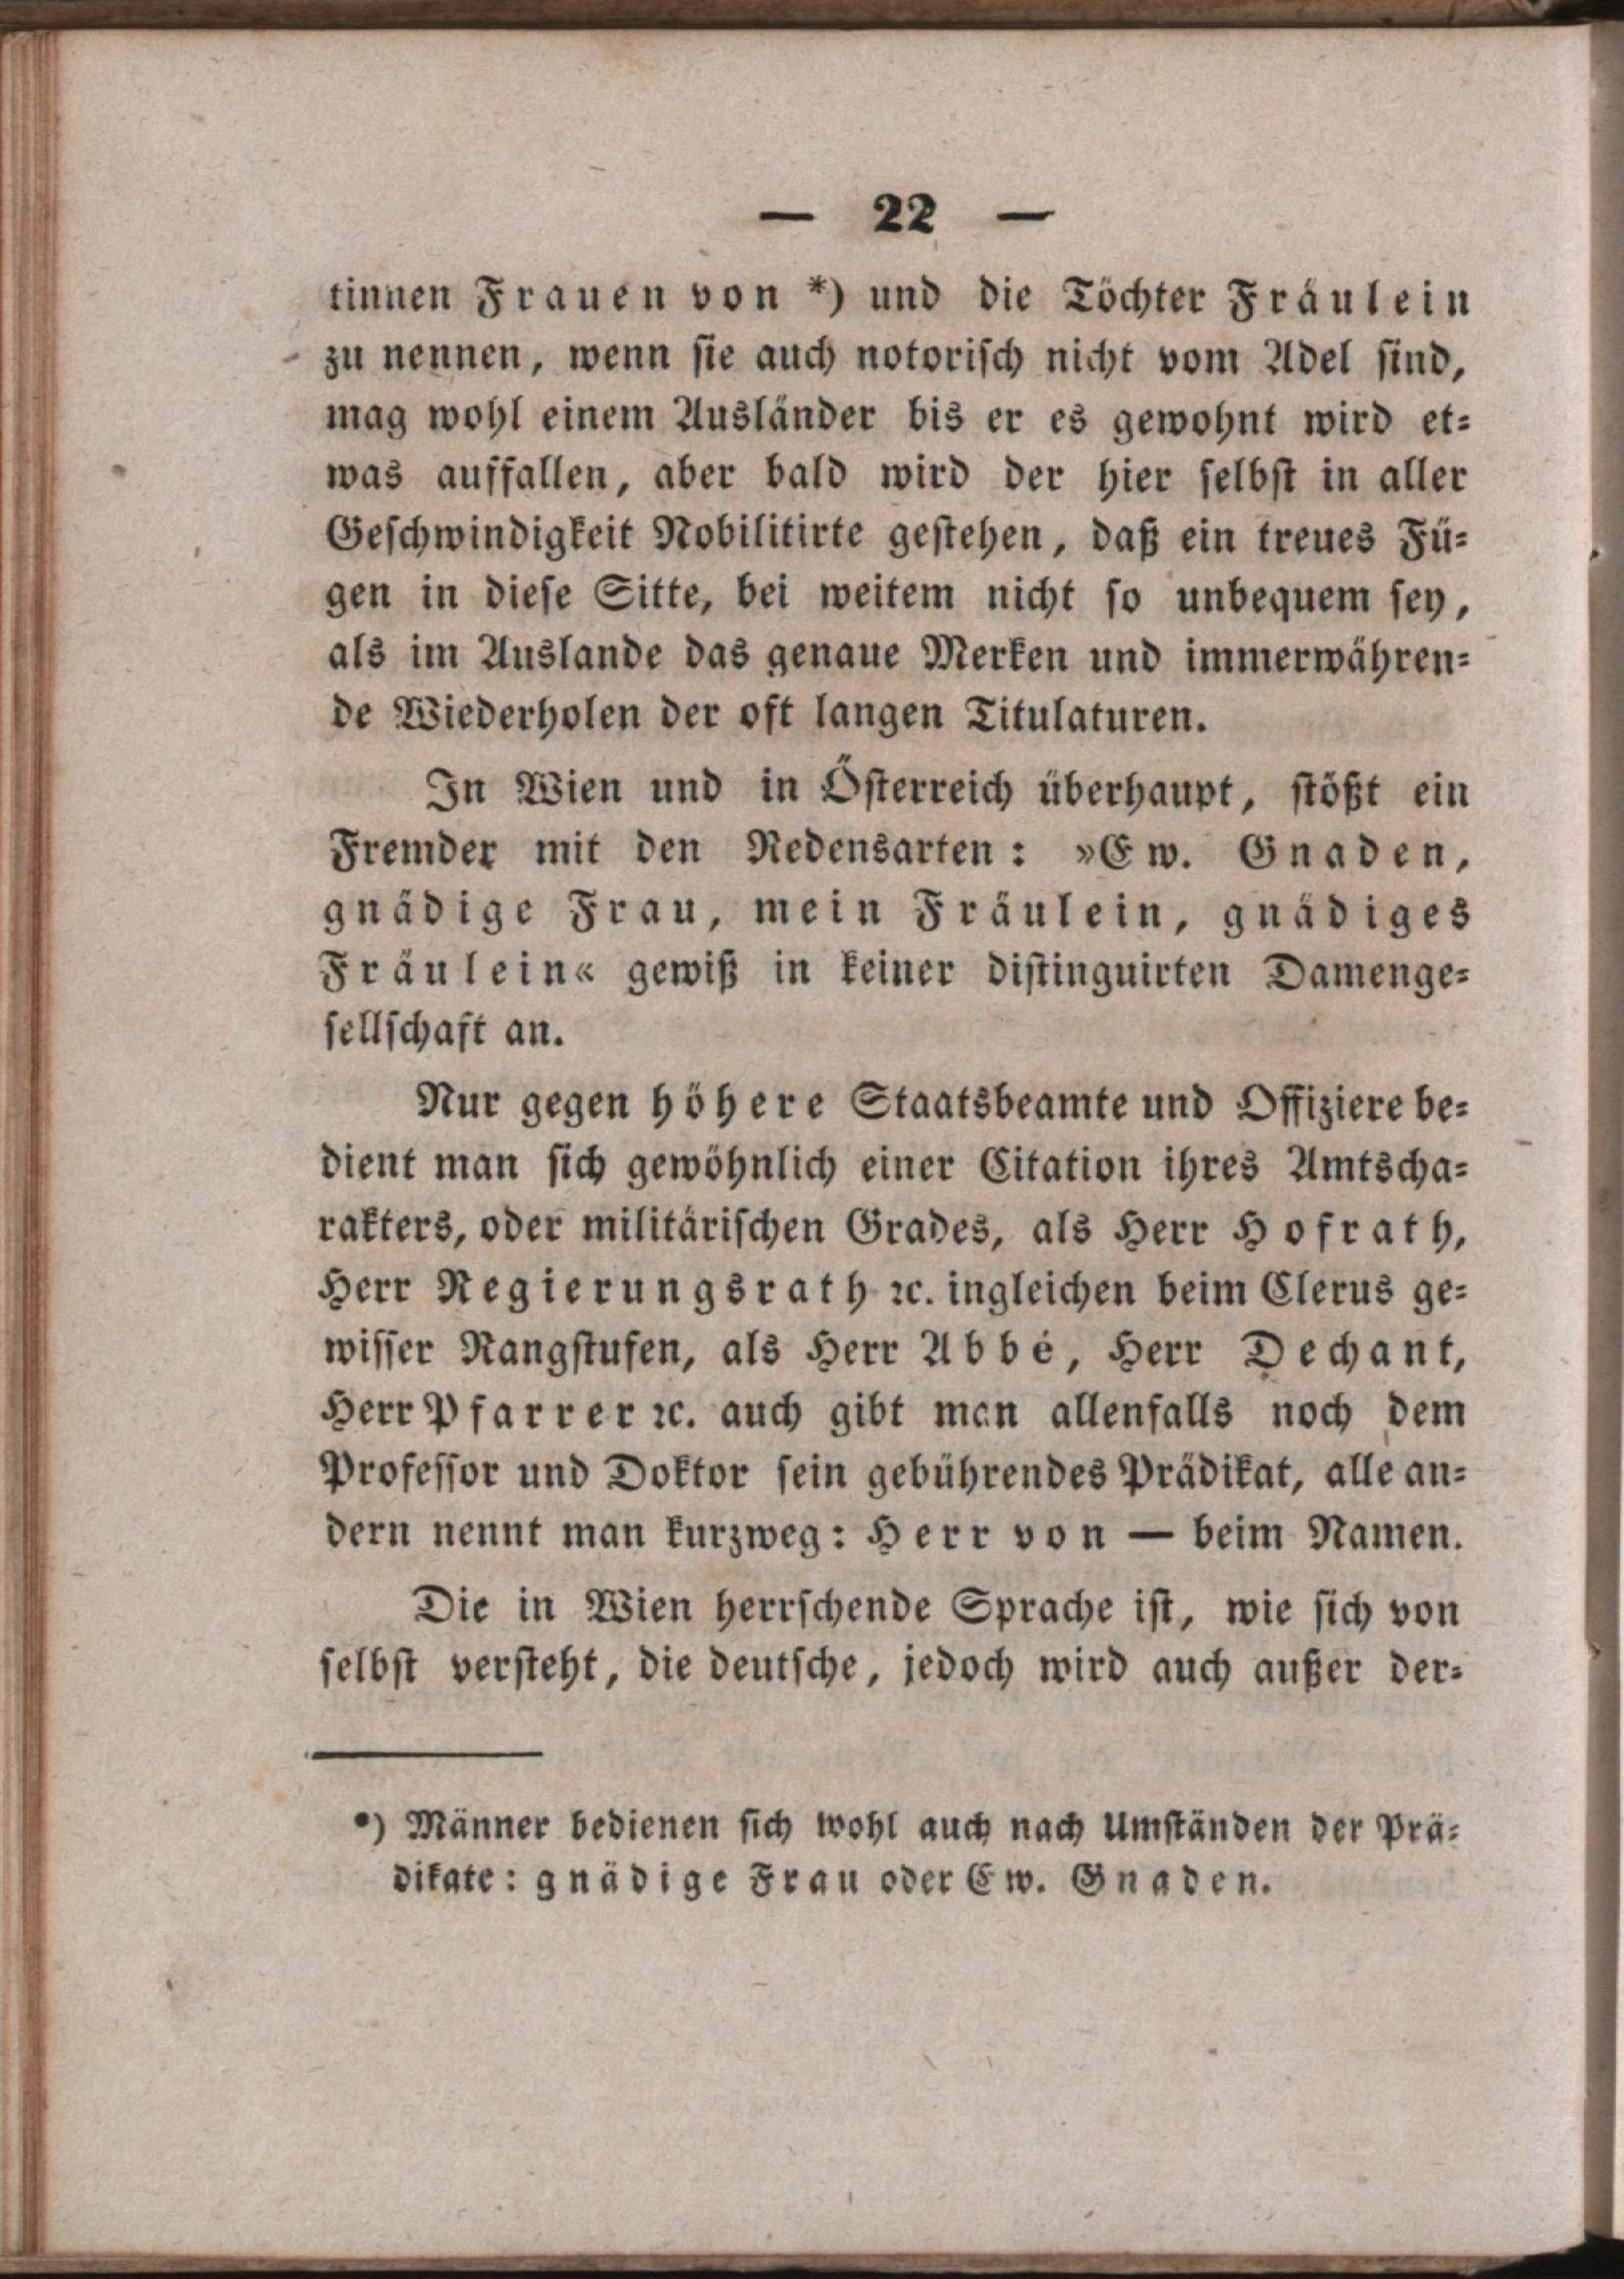 — 22 —
tinnen Frauen von *) und die Töchter Fräulein
zu nennen, wenn sie auch notorisch nicht vom Adel sind,
mag wohl einem Ausländer bis er es gewohnt wird et-
was auffallen, aber bald wird der hier selbst in aller
Geschwindigkeit Nobilitirte gestehen, daß ein treues Fü-
gen in diese Sitte, bei weitem nicht so unbequem sey,
als im Auslande das genaue Merken und immerwähren-
de Wiederholen der oft langen Titulaturen.
In Wien und in Österreich überhaupt, stößt ein
Fremder mit den Redensarten: »Ew. Gnaden,
gnädige Frau, mein Fräulein, gnädiges
Fräulein« gewiß in keiner distinguirten Damenge-
sellschaft an.
Nur gegen höhere Staatsbeamte und Offiziere be-
dient man sich gewöhnlich einer Citation ihres Amtscha-
rakters, oder militärischen Grades, als Herr Hofrath,
Herr Regierungsrath ꝛc. ingleichen beim Clerus ge-
wisser Rangstufen, als Herr Abbé, Herr Dechant,
Herr Pfarrer ꝛc. auch gibt man allenfalls noch dem
Professor und Doktor sein gebührendes Prädikat, alle an-
dern nennt man kurzweg: Herr von — beim Namen.
Die in Wien herrschende Sprache ist, wie sich von
selbst versteht, die deutsche, jedoch wird auch außer der-
*) Männer bedienen sich wohl auch nach Umständen der Prä-
dikate: gnädige Frau oder Ew. Gnaden.